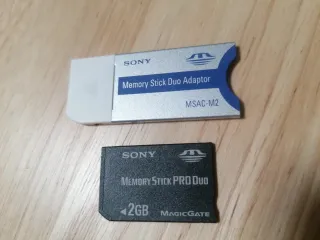 SONY
Memory Stick Duo Adaptor
MSAC-M2
SONY
MEMORY STICK PRO DUO
2GB MAGICGATE